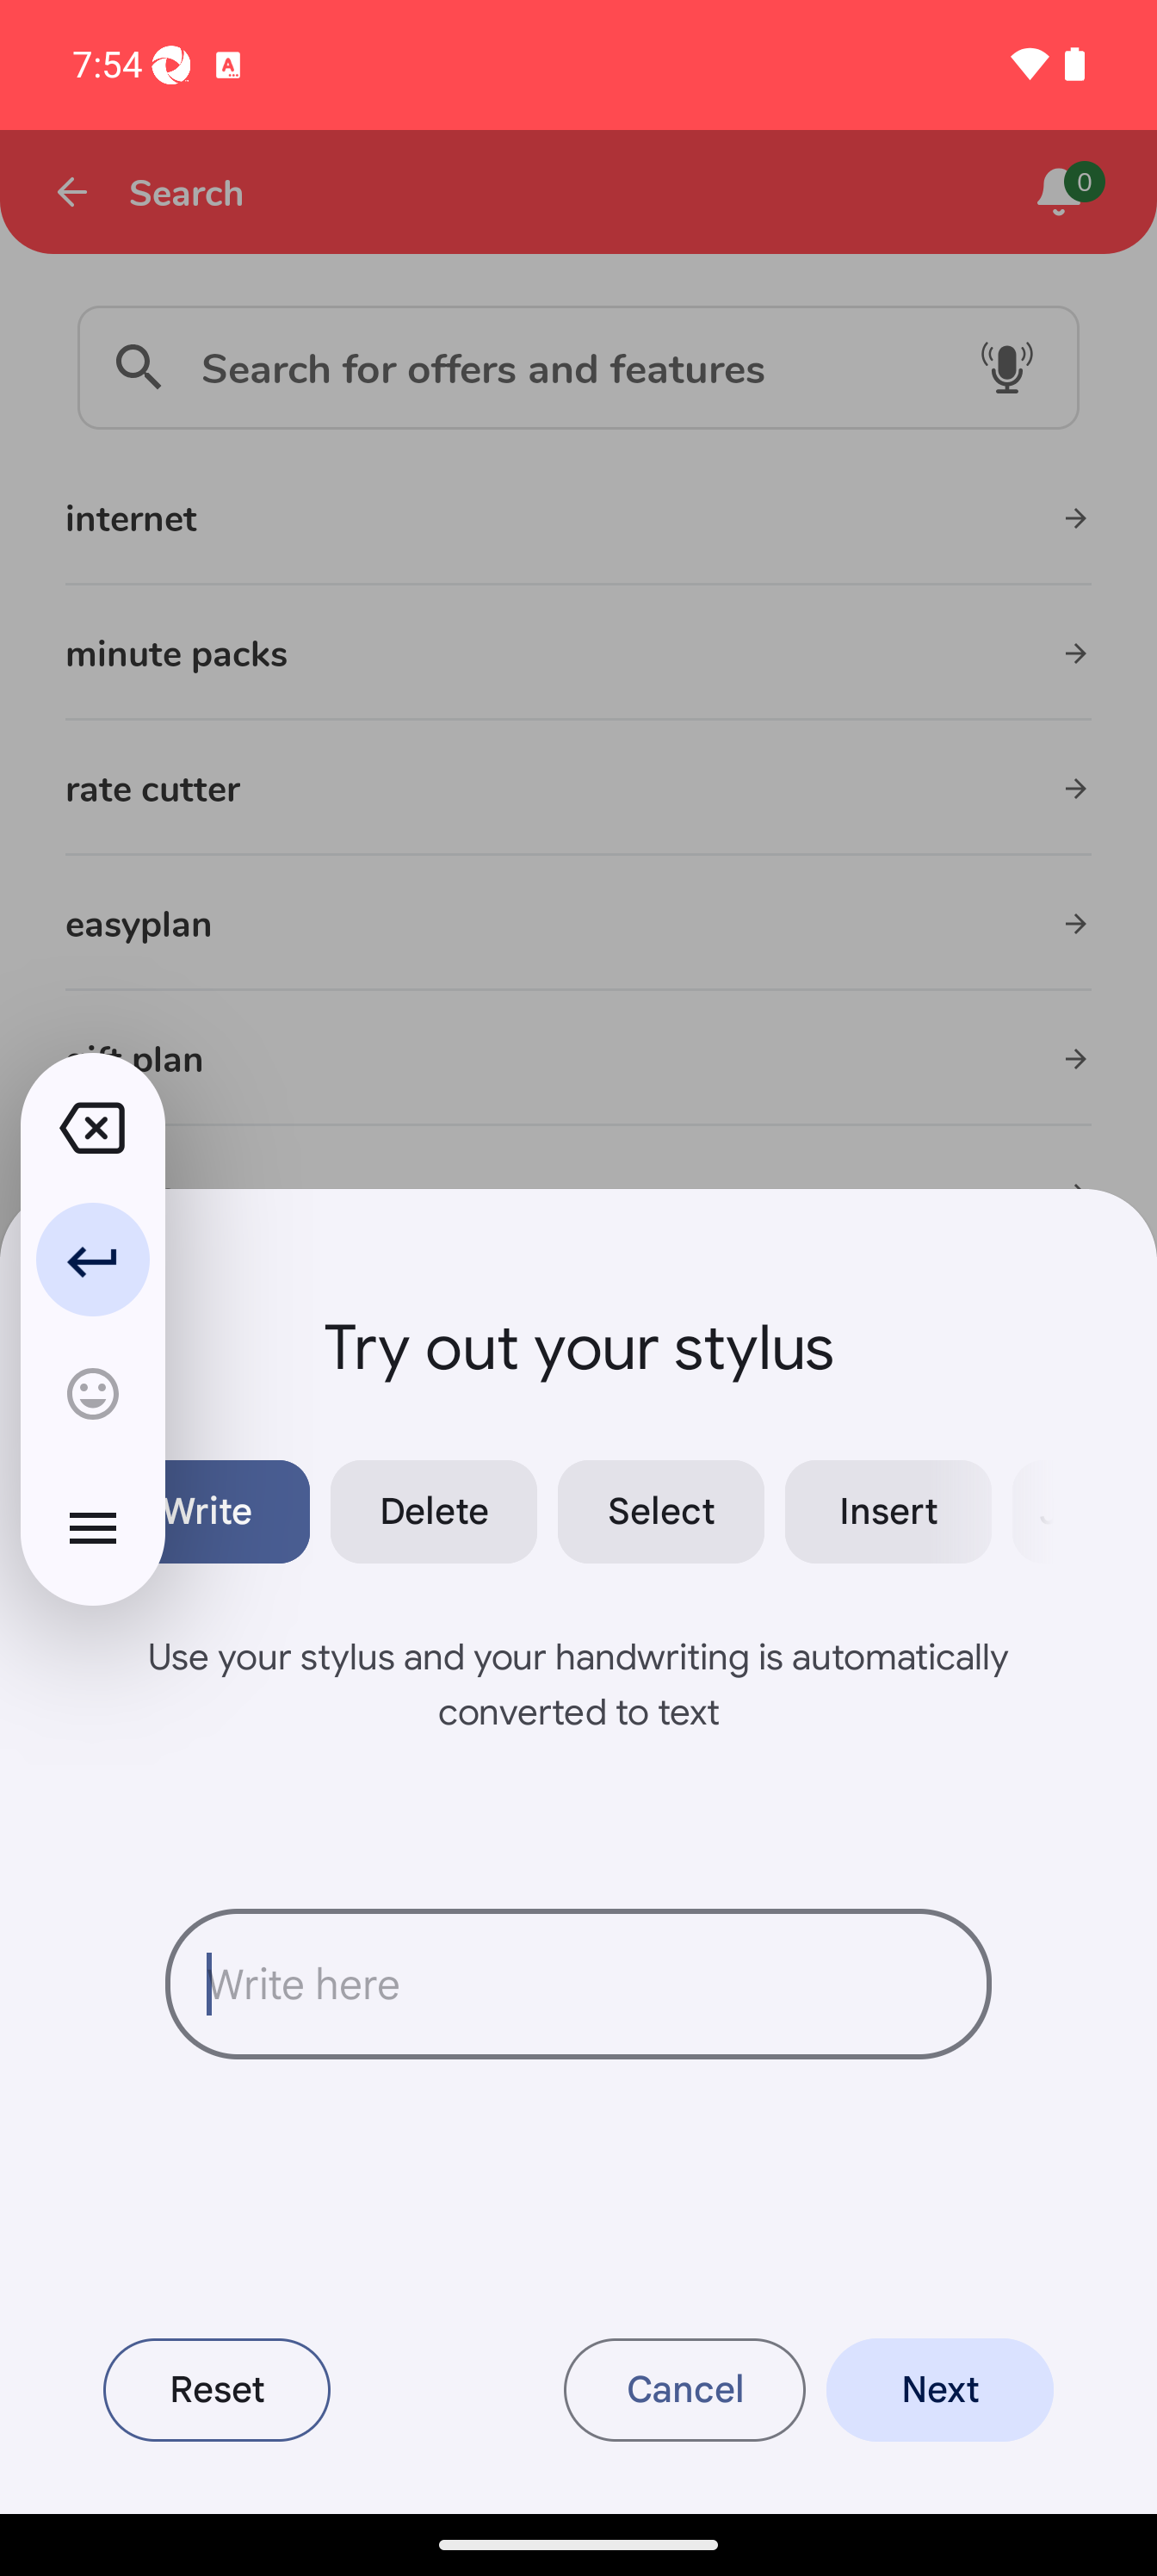 7:54
Search
0
Search for offers and features
internet
minute packs
rate cutter
easyplan
gift plan
Try out your stylus
Write
Delete
Select
Insert
Use your stylus and your handwriting is automatically
converted to text
Write here
Reset
Cancel
Next